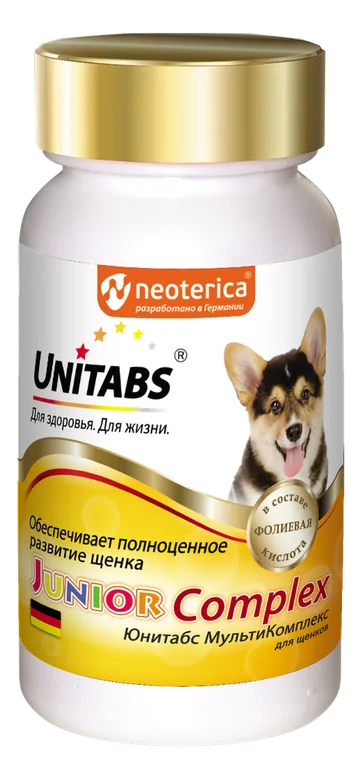 neoterica®
разработано в Германии
UNITABS®
Для здоровья. Для жизни.
в составе
ФОЛИЕВАЯ
кислота
Обеспечивает полноценное
развитие щенка
JUNIOR Complex
Юнитабс МультиКомплекс
для щенков